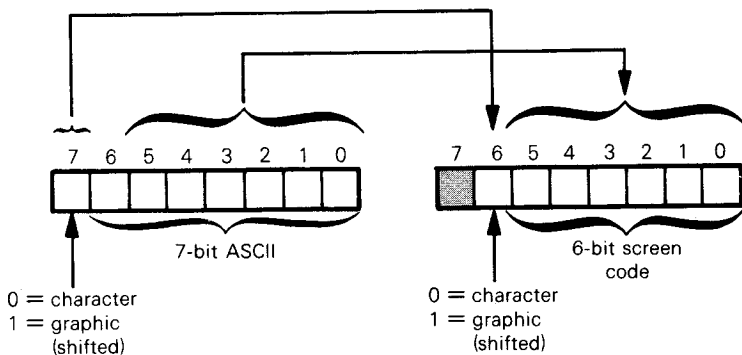 7 6 5 4 3 2 1 0
7 6 5 4 3 2 1 0
7-bit ASCII
6-bit screen
code
0 = character
1 = graphic
(shifted)
0 = character
1 = graphic
(shifted)